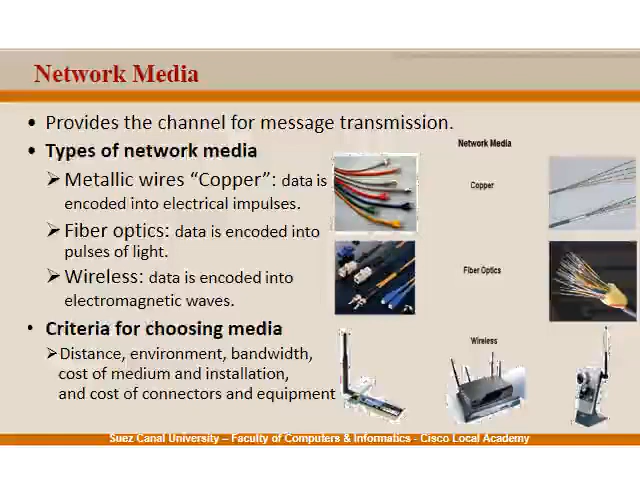 Network Media
• Provides the channel for message transmission.
• Types of network media
➢ Metallic wires “Copper”: data is
encoded into electrical impulses.
➢ Fiber optics: data is encoded into
pulses of light.
➢ Wireless: data is encoded into
electromagnetic waves.
• Criteria for choosing media
➢ Distance, environment, bandwidth,
cost of medium and installation,
and cost of connectors and equipment
Network Media
Copper
Fiber Optics
Wireless
Suez Canal University – Faculty of Computers & Informatics - Cisco Local Academy